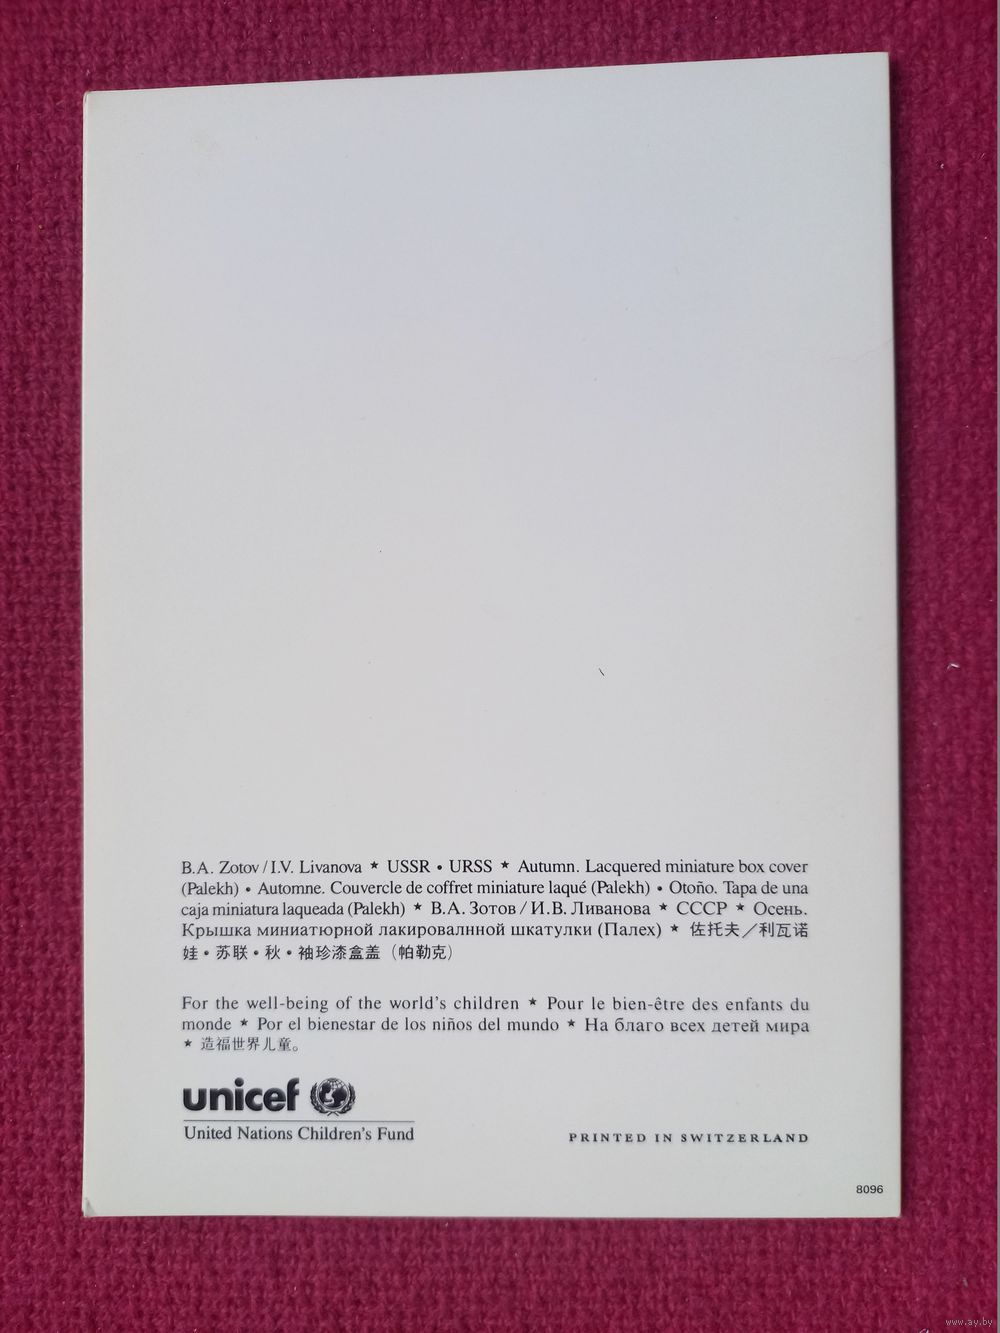 B.A. Zotov / I.V. Livanova ★ USSR • URSS ★ Autumn. Lacquered miniature box cover
(Palekh) • Automne. Couvercle de coffret miniature laqué (Palekh) • Otoño. Tapa de una
caja miniatura laqueada (Palekh) ★ В.А. Зотов / И.В. Ливанова ★ СССР ★ Осень.
Крышка миниатюрной лакировалнной шкатулки (Палех) ★ 佐托夫／利瓦诺
娃 • 苏联 • 秋 • 袖珍漆盒盖（帕勒克）
For the well-being of the world's children ★ Pour le bien-être des enfants du
monde ★ Por el bienestar de los niños del mundo ★ На благо всех детей мира
★ 造福世界儿童。
unicef
United Nations Children's Fund
PRINTED IN SWITZERLAND
8096
www.ay.by